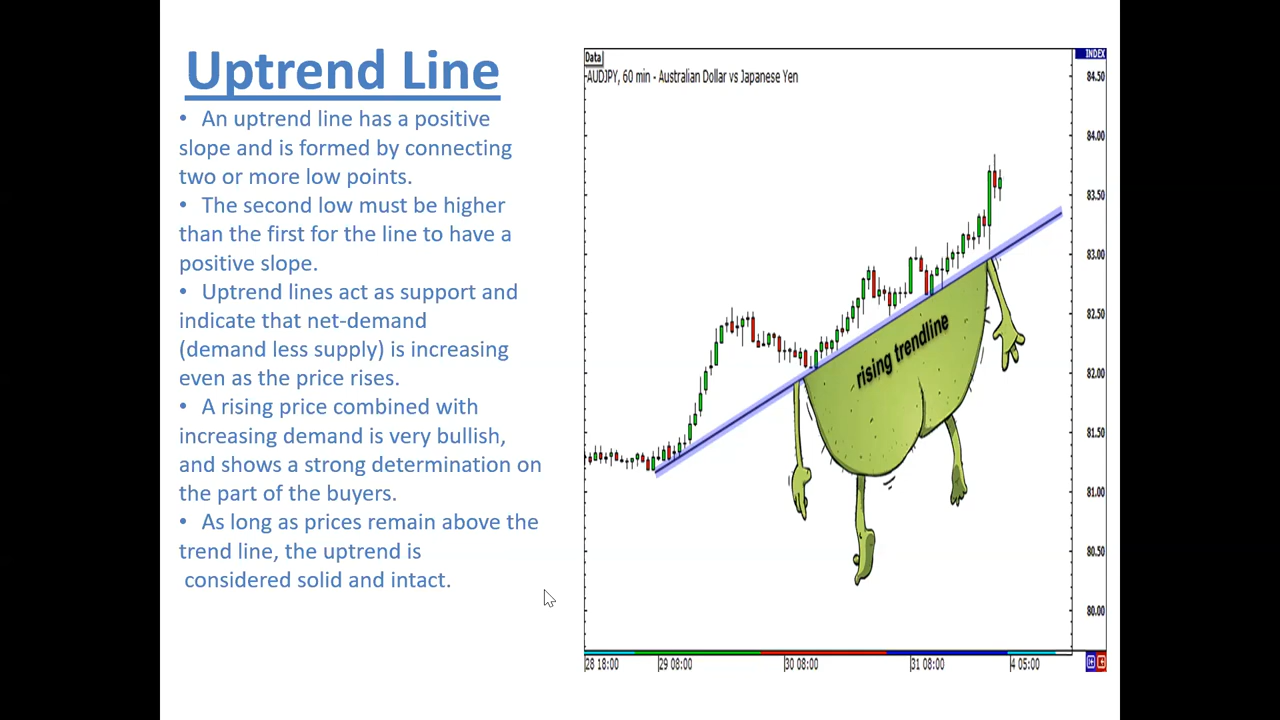 Uptrend Line
• An uptrend line has a positive
slope and is formed by connecting
two or more low points.
• The second low must be higher
than the first for the line to have a
positive slope.
• Uptrend lines act as support and
indicate that net-demand
(demand less supply) is increasing
even as the price rises.
• A rising price combined with
increasing demand is very bullish,
and shows a strong determination on
the part of the buyers.
• As long as prices remain above the
trend line, the uptrend is
considered solid and intact.
Data
AUDJPY, 60 min - Australian Dollar vs Japanese Yen
INDEX
84.50
84.00
83.50
83.00
82.50
82.00
81.50
81.00
80.50
80.00
rising trendline
28 18:00
29 08:00
30 08:00
31 08:00
4 05:00